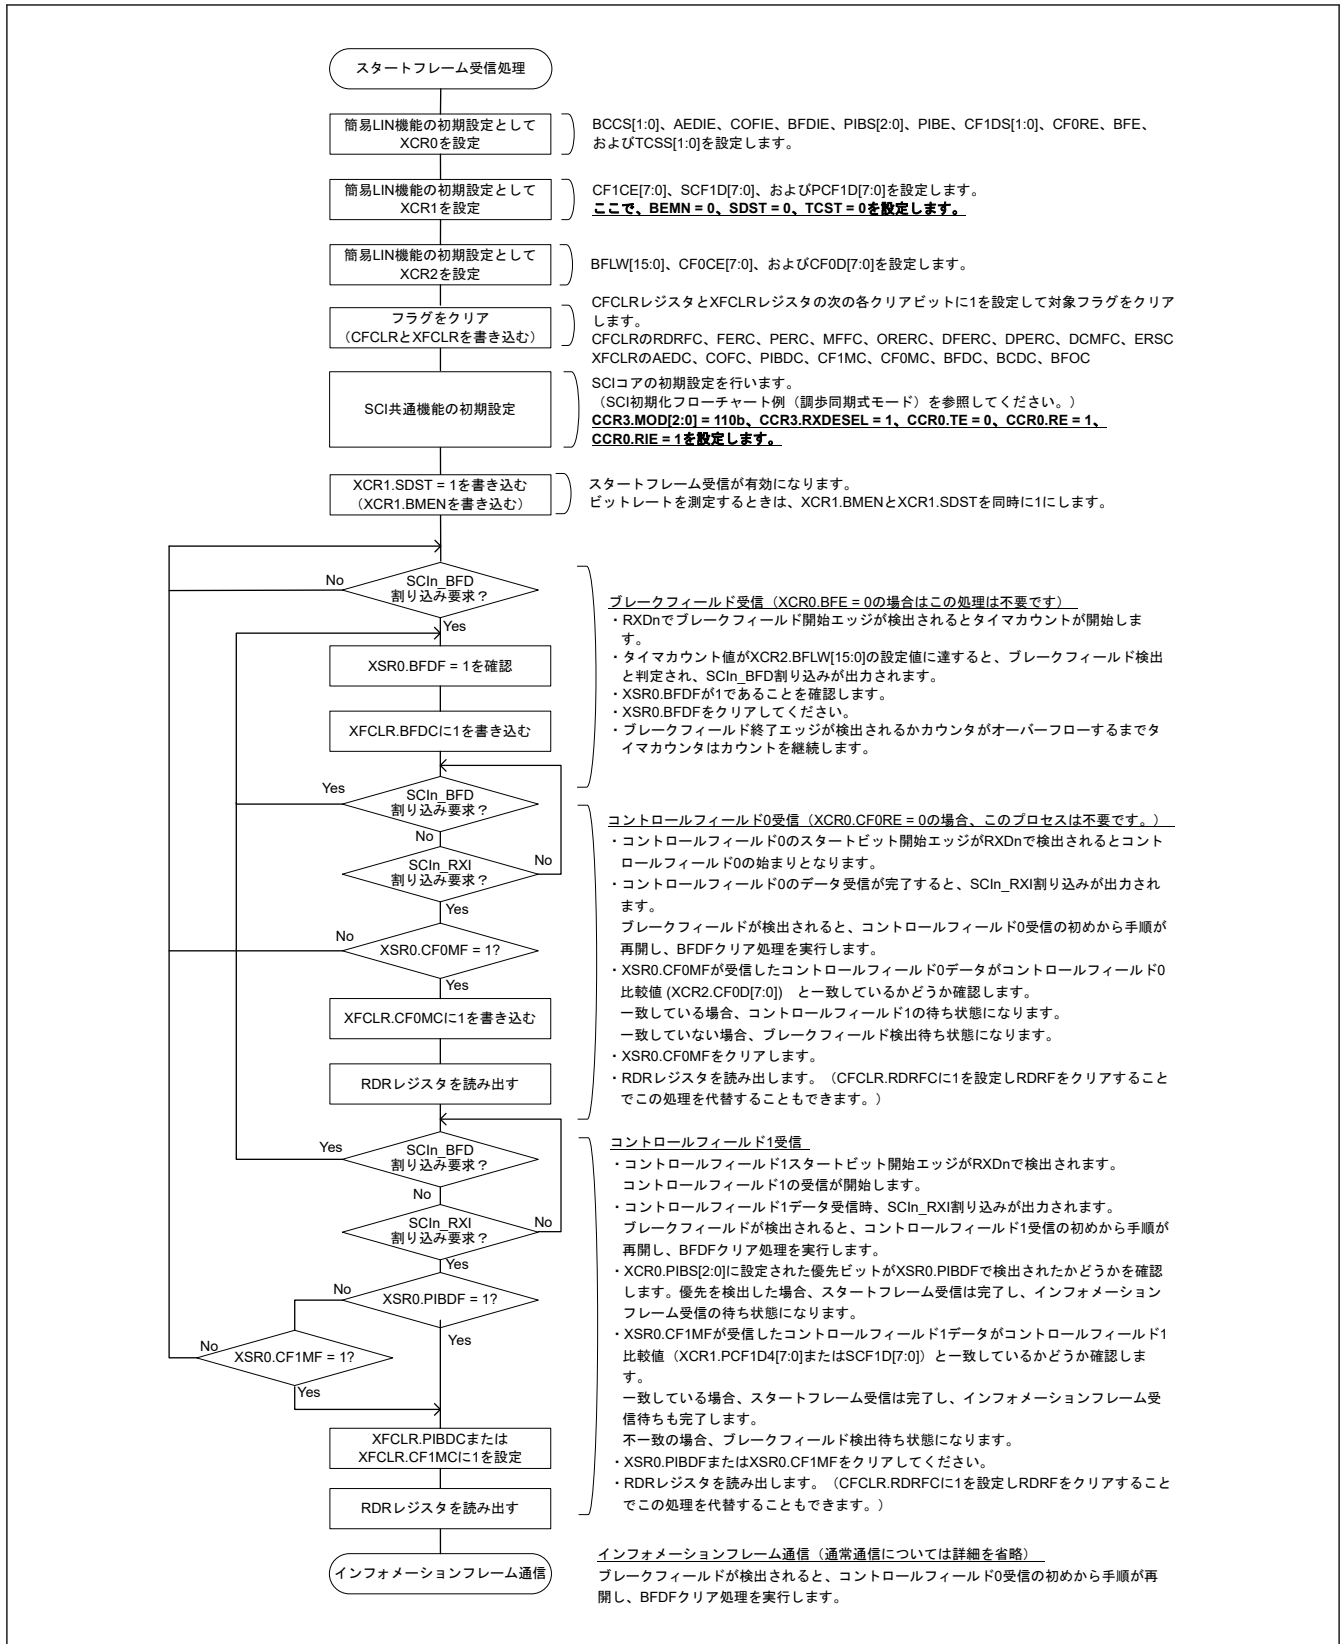 スタートフレーム受信処理
簡易LIN機能の初期設定として
XCR0を設定
BCCS[1:0]、AEDIE、COFIE、BFDIE、PIBS[2:0]、PIBE、CF1DS[1:0]、CF0RE、BFE、
およびTCSS[1:0]を設定します。
簡易LIN機能の初期設定として
XCR1を設定
CF1CE[7:0]、SCF1D[7:0]、およびPCF1D[7:0]を設定します。
ここで、BEMN = 0、SDST = 0、TCST = 0を設定します。
簡易LIN機能の初期設定として
XCR2を設定
BFLW[15:0]、CF0CE[7:0]、およびCF0D[7:0]を設定します。
フラグをクリア
（CFCLRとXFCLRを書き込む）
CFCLRレジスタとXFCLRレジスタの次の各クリアビットに1を設定して対象フラグをクリア
します。
CFCLRのRDRFC、FERC、PERC、MFFC、ORERC、DFERC、DPERC、DCMFC、ERSC
XFCLRのAEDC、COFC、PIBDC、CF1MC、CF0MC、BFDC、BCDC、BFOC
SCI共通機能の初期設定
SCIコアの初期設定を行います。
（SCI初期化フローチャート例（調歩同期式モード）を参照してください。）
CCR3.MOD[2:0] = 110b、CCR3.RXDESEL = 1、CCR0.TE = 0、CCR0.RE = 1、
CCR0.RIE = 1を設定します。
XCR1.SDST = 1を書き込む
（XCR1.BMENを書き込む）
スタートフレーム受信が有効になります。
ビットレートを測定するときは、XCR1.BMENとXCR1.SDSTを同時に1にします。
No
SCIn_BFD
割り込み要求？
Yes
XSR0.BFDF = 1を確認
XFCLR.BFDCに1を書き込む
ブレークフィールド受信（XCR0.BFE = 0の場合はこの処理は不要です）
・RXDnでブレークフィールド開始エッジが検出されるとタイマカウントが開始しま
す。
・タイマカウント値がXCR2.BFLW[15:0]の設定値に達すると、ブレークフィールド検出
と判定され、SCIn_BFD割り込みが出力されます。
・XSR0.BFDFが1であることを確認します。
・XSR0.BFDFをクリアしてください。
・ブレークフィールド終了エッジが検出されるかカウンタがオーバーフローするまでタ
イマカウンタはカウントを継続します。
Yes
SCIn_BFD
割り込み要求？
No
SCIn_RXI
割り込み要求？
No
Yes
No
XSR0.CF0MF = 1?
Yes
XFCLR.CF0MCに1を書き込む
RDRレジスタを読み出す
コントロールフィールド0受信（XCR0.CF0RE = 0の場合、このプロセスは不要です。）
・コントロールフィールド0のスタートビット開始エッジがRXDnで検出されるとコント
ロールフィールド0の始まりとなります。
・コントロールフィールド0のデータ受信が完了すると、SCIn_RXI割り込みが出力され
ます。
ブレークフィールドが検出されると、コントロールフィールド0受信の初めから手順が
再開し、BFDFクリア処理を実行します。
・XSR0.CF0MFが受信したコントロールフィールド0データがコントロールフィールド0
比較値 (XCR2.CF0D[7:0]) と一致しているかどうか確認します。
一致している場合、コントロールフィールド1の待ち状態になります。
一致していない場合、ブレークフィールド検出待ち状態になります。
・XSR0.CF0MFをクリアします。
・RDRレジスタを読み出します。（CFCLR.RDRFCに1を設定しRDRFをクリアすること
でこの処理を代替することもできます。）
Yes
SCIn_BFD
割り込み要求？
No
SCIn_RXI
割り込み要求？
No
Yes
No
XSR0.PIBDF = 1?
Yes
No
XSR0.CF1MF = 1?
Yes
XFCLR.PIBDCまたは
XFCLR.CF1MCに1を設定
RDRレジスタを読み出す
コントロールフィールド1受信
・コントロールフィールド1スタートビット開始エッジがRXDnで検出されます。
コントロールフィールド1の受信が開始します。
・コントロールフィールド1データ受信時、SCIn_RXI割り込みが出力されます。
ブレークフィールドが検出されると、コントロールフィールド1受信の初めから手順が
再開し、BFDFクリア処理を実行します。
・XCR0.PIBS[2:0]に設定された優先ビットがXSR0.PIBDFで検出されたかどうかを確認
します。優先を検出した場合、スタートフレーム受信は完了し、インフォメーション
フレーム受信の待ち状態になります。
・XSR0.CF1MFが受信したコントロールフィールド1データがコントロールフィールド1
比較値（XCR1.PCF1D4[7:0]またはSCF1D[7:0]）と一致しているかどうか確認しま
す。
一致している場合、スタートフレーム受信は完了し、インフォメーションフレーム受
信待ちも完了します。
不一致の場合、ブレークフィールド検出待ち状態になります。
・XSR0.PIBDFまたはXSR0.CF1MFをクリアしてください。
・RDRレジスタを読み出します。（CFCLR.RDRFCに1を設定しRDRFをクリアすること
でこの処理を代替することもできます。）
インフォメーションフレーム通信
インフォメーションフレーム通信（通常通信については詳細を省略）
ブレークフィールドが検出されると、コントロールフィールド0受信の初めから手順が再
開し、BFDFクリア処理を実行します。